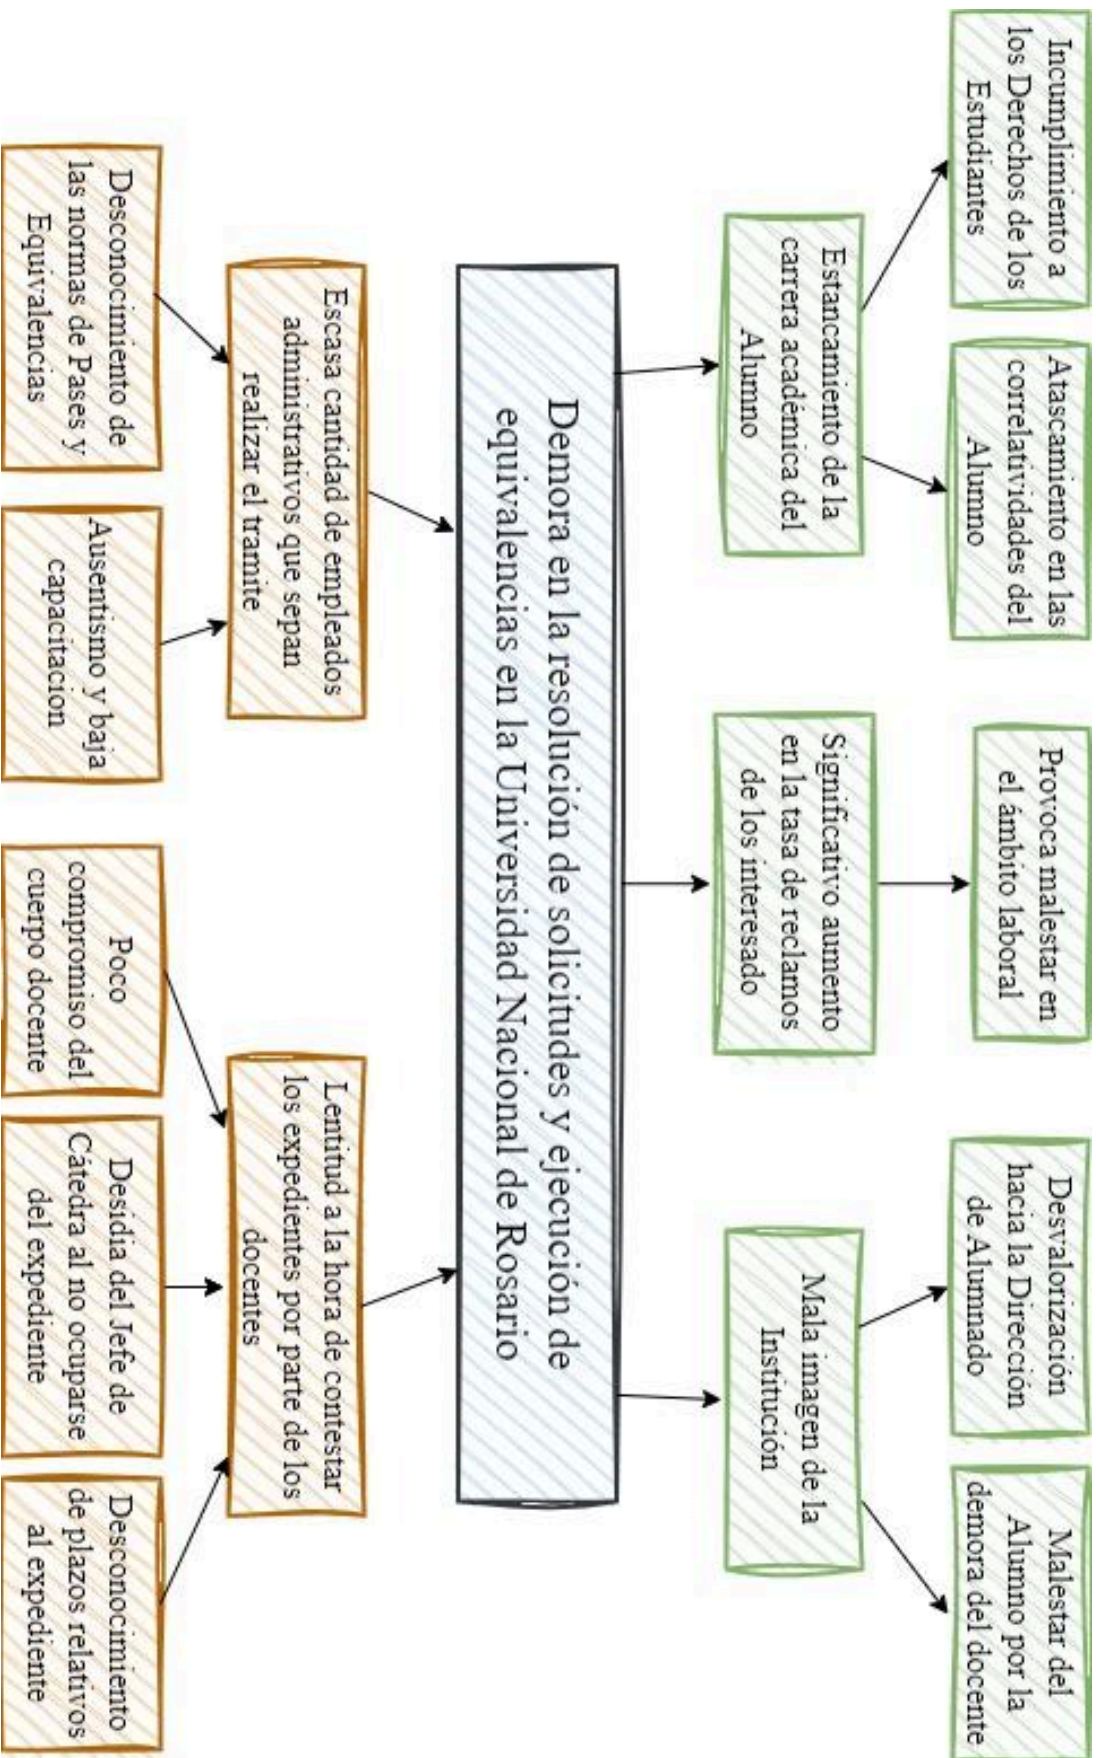 Incumplimiento a
los Derechos de los
Estudiantes
Atascamiento en las
correlatividades del
Alumno
Provoca malestar en
el ámbito laboral
Desvalorización
hacia la Dirección
de Alumnado
Malestar del
Alumno por la
demora del docente
Estancamiento de la
carrera académica del
Alumno
Significativo aumento
en la tasa de reclamos
de los interesado
Mala imagen de la
Institución
Demora en la resolución de solicitudes y ejecución de
equivalencias en la Universidad Nacional de Rosario
Escasa cantidad de empleados
administrativos que sepan
realizar el tramite
Lentitud a la hora de contestar
los expedientes por parte de los
docentes
Desconocimiento de
las normas de Pases y
Equivalencias
Ausentismo y baja
capacitacion
Poco
compromiso del
cuerpo docente
Desidia del Jefe de
Cátedra al no ocuparse
del expediente
Desconocimiento
de plazos relativos
al expediente